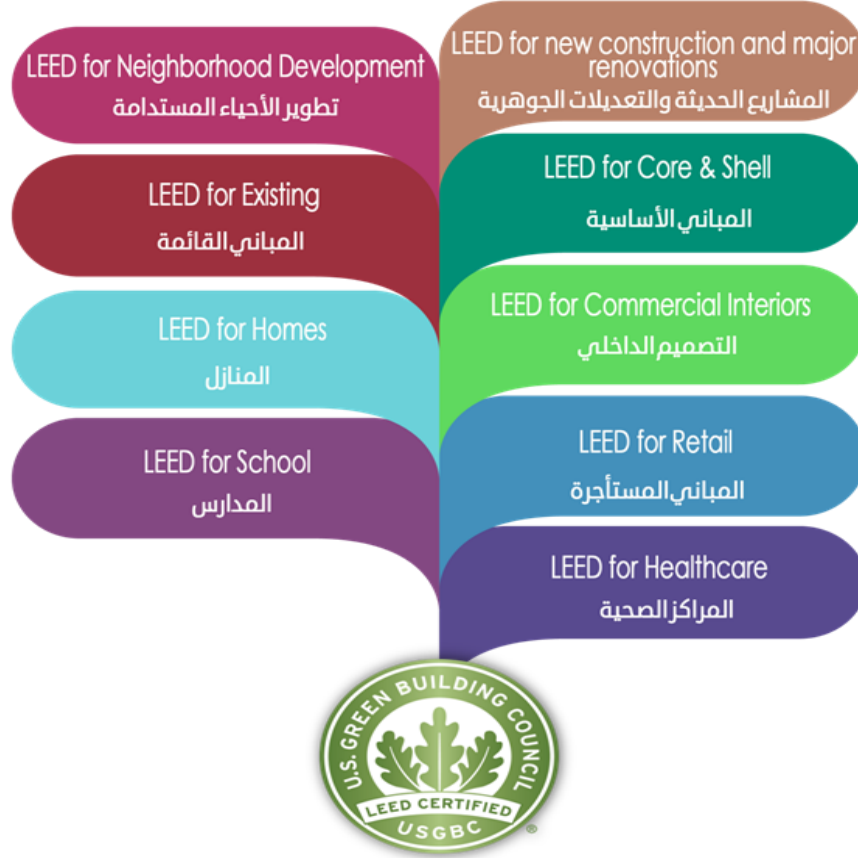 LEED for Neighborhood Development
تطوير الأحياء المستدامة
LEED for new construction and major
renovations
المشاريع الحديثة والتعديلات الجوهرية
LEED for Existing
المباني القائمة
LEED for Core & Shell
المباني الأساسية
LEED for Homes
المنازل
LEED for Commercial Interiors
التصميم الداخلي
LEED for School
المدارس
LEED for Retail
المباني المستأجرة
LEED for Healthcare
المراكز الصحية
U.S. GREEN BUILDING COUNCIL
LEED CERTIFIED
USGBC
®